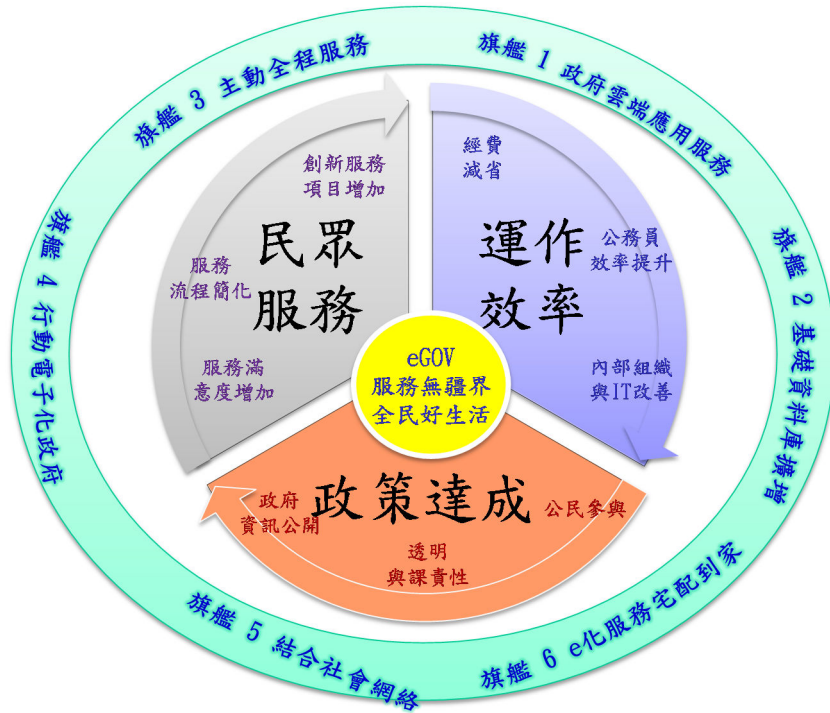 旗艦 1 政府雲端應用服務
旗艦 2 基礎資料庫擴增
旗艦 3 主動全程服務
旗艦 4 行動電子化政府
旗艦 5 結合社會網絡
旗艦 6 e化服務宅配到家
民眾
服務
創新服務
項目增加
服務
流程簡化
服務滿
意度增加
運作
效率
經費
減省
公務員
效率提升
內部組織
與IT改善
eGOV
服務無疆界
全民好生活
政策達成
政府
資訊公開
透明
與課責性
公民參與